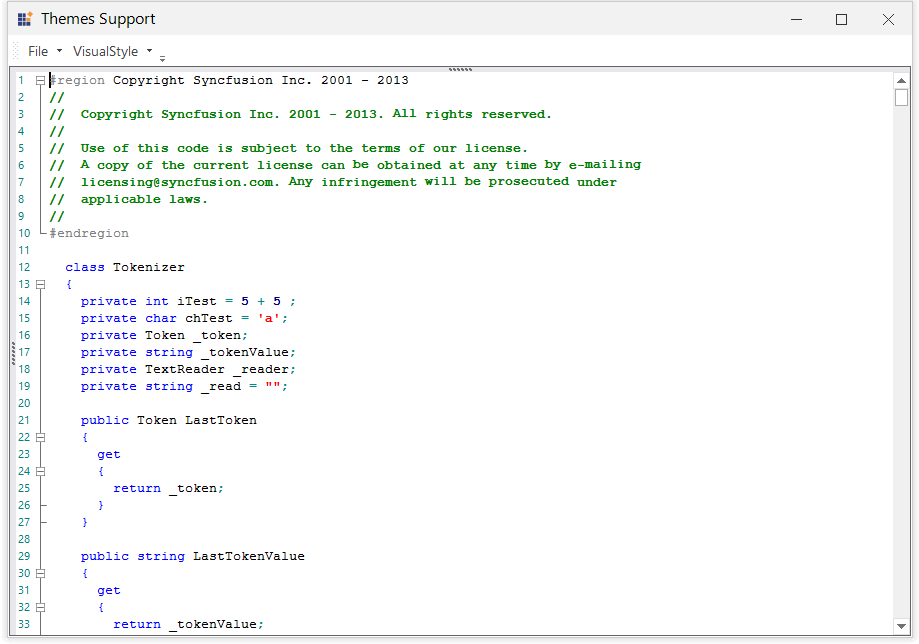 Themes Support
File VisualStyle
1 #region Copyright Syncfusion Inc. 2001 - 2013
2 //
3 //  Copyright Syncfusion Inc. 2001 - 2013. All rights reserved.
4 //
5 //  Use of this code is subject to the terms of our license.
6 //  A copy of the current license can be obtained at any time by e-mailing
7 //  licensing@syncfusion.com. Any infringement will be prosecuted under
8 //  applicable laws.
9 //
10 #endregion
11
12 class Tokenizer
13 {
14 private int iTest = 5 + 5 ;
15 private char chTest = 'a';
16 private Token _token;
17 private string _tokenValue;
18 private TextReader _reader;
19 private string _read = "";
20
21 public Token LastToken
22 {
23 get
24 {
25 return _token;
26 }
27 }
28
29 public string LastTokenValue
30 {
31 get
32 {
33 return _tokenValue;